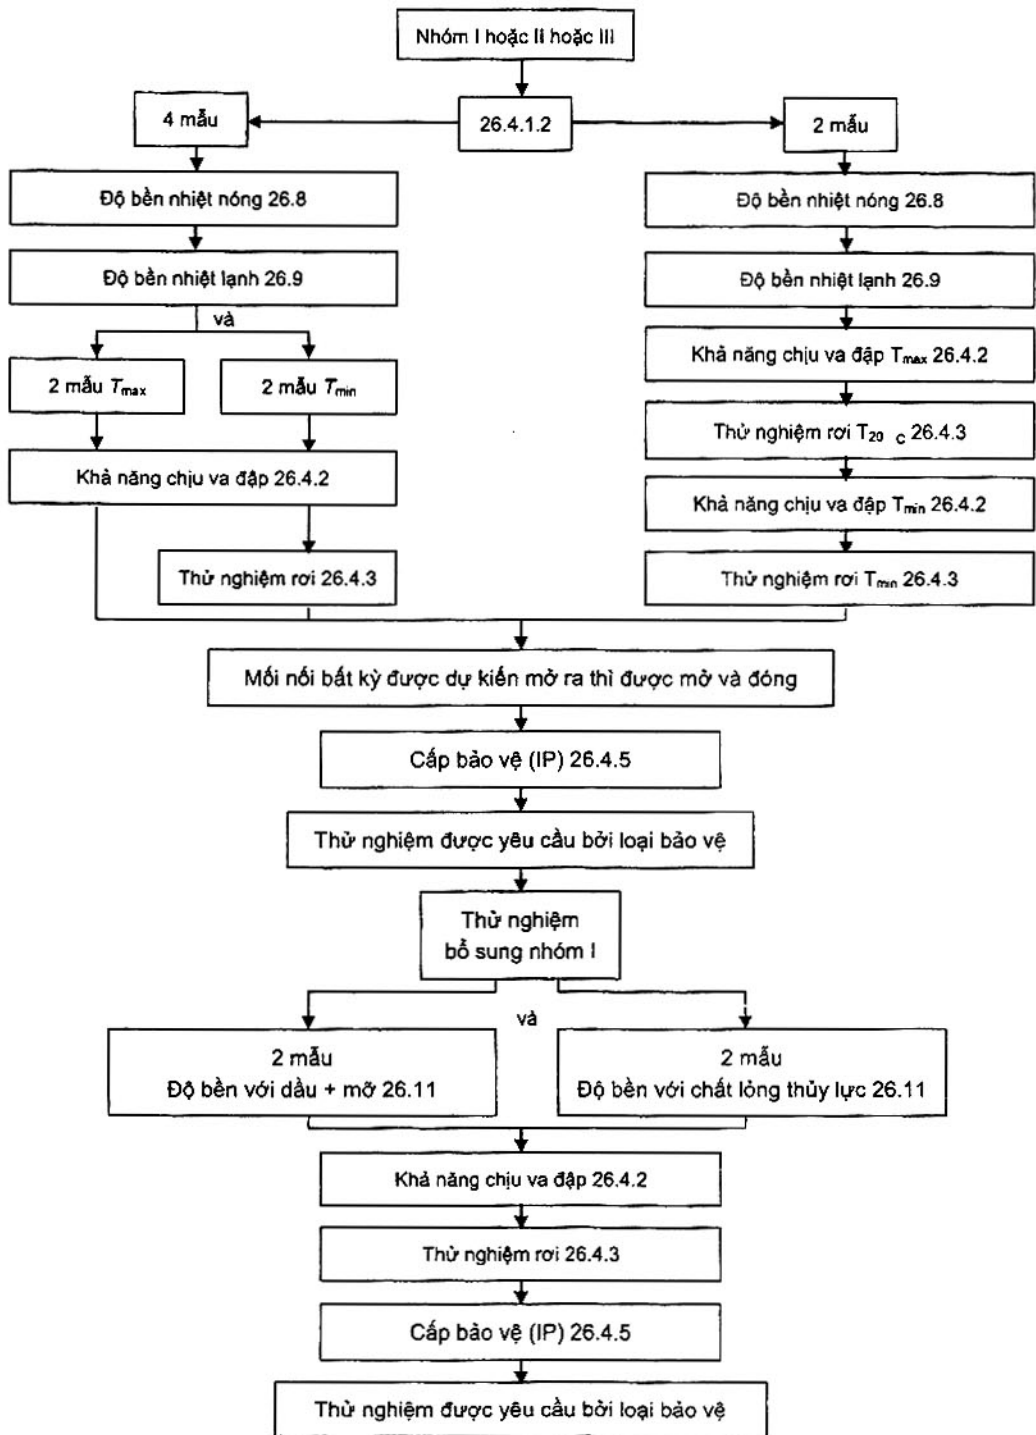 Nhóm I hoặc II hoặc III
4 mẫu
26.4.1.2
2 mẫu
Độ bền nhiệt nóng 26.8
Độ bền nhiệt nóng 26.8
Độ bền nhiệt lạnh 26.9
Độ bền nhiệt lạnh 26.9
và
2 mẫu Tmax
2 mẫu Tmin
Khả năng chịu va đập Tmax 26.4.2
Thử nghiệm rơi T20 C 26.4.3
Khả năng chịu va đập 26.4.2
Khả năng chịu va đập Tmin 26.4.2
Thử nghiệm rơi 26.4.3
Thử nghiệm rơi Tmin 26.4.3
Mối nối bất kỳ được dự kiến mở ra thì được mở và đóng
Cấp bảo vệ (IP) 26.4.5
Thử nghiệm được yêu cầu bởi loại bảo vệ
Thử nghiệm
bổ sung nhóm I
và
2 mẫu
Độ bền với dầu + mỡ 26.11
2 mẫu
Độ bền với chất lỏng thủy lực 26.11
Khả năng chịu va đập 26.4.2
Thử nghiệm rơi 26.4.3
Cấp bảo vệ (IP) 26.4.5
Thử nghiệm được yêu cầu bởi loại bảo vệ